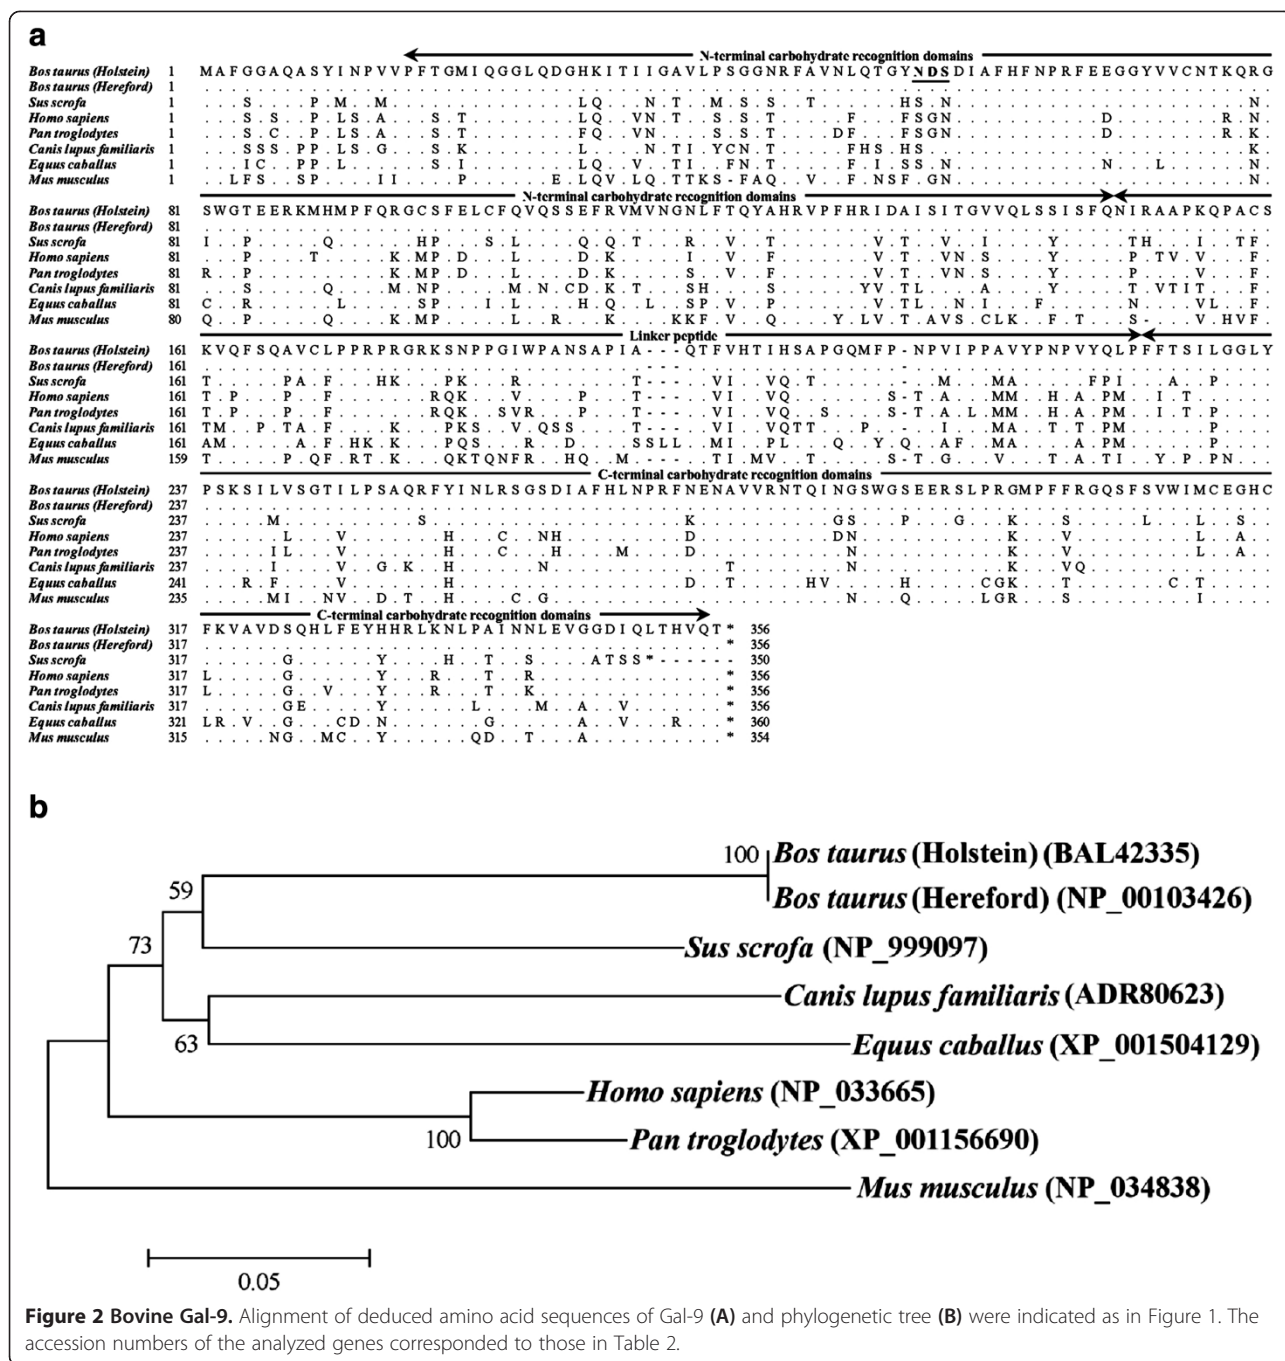 a
N-terminal carbohydrate recognition domains
Bos taurus (Holstein) 1 MAFGGAQASYINPVVPFTGMIQGGLQDGHKITIIGAVLPSGGNRFAVNLQTGYNDSDIAFHFNPRFEEGGYVVCNTKQRG
Bos taurus (Hereford) 1
Sus scrofa 1 S P M M L Q N T M S S T H S N N
Homo sapiens 1 S S P L S A S T L Q V N T S S T F F S G N D R N
Pan troglodytes 1 S C P L S A S T F Q V N S S T D F F S G N D R K
Canis lupus familiaris 1 S S S P P L S G S K L N T I Y C N T F H S H S K
Equus caballus 1 I C P P L S I L Q V T I F N T F S S N N L N
Mus musculus 1 L F S S P I I P E L Q V L Q T T K S - F A Q V F N S F G N N
N-terminal carbohydrate recognition domains
Bos taurus (Holstein) 81 SWGTEERKMHMPFQRGCSFELCFQVQSSEFRVMVNGNLFTQYAHRVPFHRIDAISITGVVQLSSISFQNIRAAPKQPACS
Bos taurus (Hereford) 81
Sus scrofa 81 I P Q H P S L Q Q T R V T V T V I Y T H I T F
Homo sapiens 81 P T K M P D L D K I V F V T V N S Y P T V V F
Pan troglodytes 81 R P K M P D L D K S V F V T V N S Y P V F
Canis lupus familiaris 81 S Q M N P M N C D K T S H S Y V T L A Y T V T I T F
Equus caballus 81 C R L S P I L H Q L S P V P V T L N I F N V L F
Mus musculus 80 Q P Q K M P L R K K K F V Q Y L V T A V S C L K F T S - V H V F
Linker peptide
Bos taurus (Holstein) 161 KVQFSQAVCLPPRPRGRKSNPPGIWPANSAPIA---QTFVHTIHSAPGQMFP-NPVIPPAVYPNPVYQLPFFTSILGGLY
Bos taurus (Hereford) 161 - - - -
Sus scrofa 161 T P A F H K P K R T - - - V I V Q T - M M A F P I A P
Homo sapiens 161 T P P F R Q K V P T - - - V I V Q S - T A M M H A P M I T
Pan troglodytes 161 T P P F R Q K S V R P T - - - V I V Q S S - T A L M M H A P M I T P
Canis lupus familiaris 161 T M P T A F K P K S V Q S S T - - - V I V Q T T P - I M A T T P M P
Equus caballus 161 A M A F H K K P Q S R D S S L L M I P L Q Y Q A F M A A P M P
Mus musculus 159 T P Q F R T K Q K T Q N F R H Q M - - - T I M V T S - T G V T A T I Y P P N
C-terminal carbohydrate recognition domains
Bos taurus (Holstein) 237 PSKSILVSGTILPSAQRFYINLRSGSDIAFHLNPRFNENAVVRNTQINGSWGSEERSLPRGMPFFRGQSFSVWIMCEGHC
Bos taurus (Hereford) 237
Sus scrofa 237 M S K G S P G K S L L S
Homo sapiens 237 L V H C N H D D N K V L A
Pan troglodytes 237 I L V H C H M D N K V L A
Canis lupus familiaris 237 I V G K H N T N K V Q
Equus caballus 241 R F V H D T H V H C G K T C T
Mus musculus 235 M I N V D T H C G N Q L G R S I
C-terminal carbohydrate recognition domains
Bos taurus (Holstein) 317 FKVAVDSQHLFEYHHRLKNLPAINNLEVGGDIQLTHVQT * 356
Bos taurus (Hereford) 317 * 356
Sus scrofa 317 G Y H T S A T S S * - - - - - - - 350
Homo sapiens 317 L G Y R T R * 356
Pan troglodytes 317 L G V Y R T K * 356
Canis lupus familiaris 317 G E Y L M A V * 356
Equus caballus 321 L R V G C D N G A V R * 360
Mus musculus 315 N G M C Y Q D T A * 354
b
100 Bos taurus (Holstein) (BAL42335)
Bos taurus (Hereford) (NP_00103426)
59
73
Sus scrofa (NP_999097)
Canis lupus familiaris (ADR80623)
63
Equus caballus (XP_001504129)
Homo sapiens (NP_033665)
100
Pan troglodytes (XP_001156690)
Mus musculus (NP_034838)
0.05
Figure 2 Bovine Gal-9. Alignment of deduced amino acid sequences of Gal-9 (A) and phylogenetic tree (B) were indicated as in Figure 1. The
accession numbers of the analyzed genes corresponded to those in Table 2.